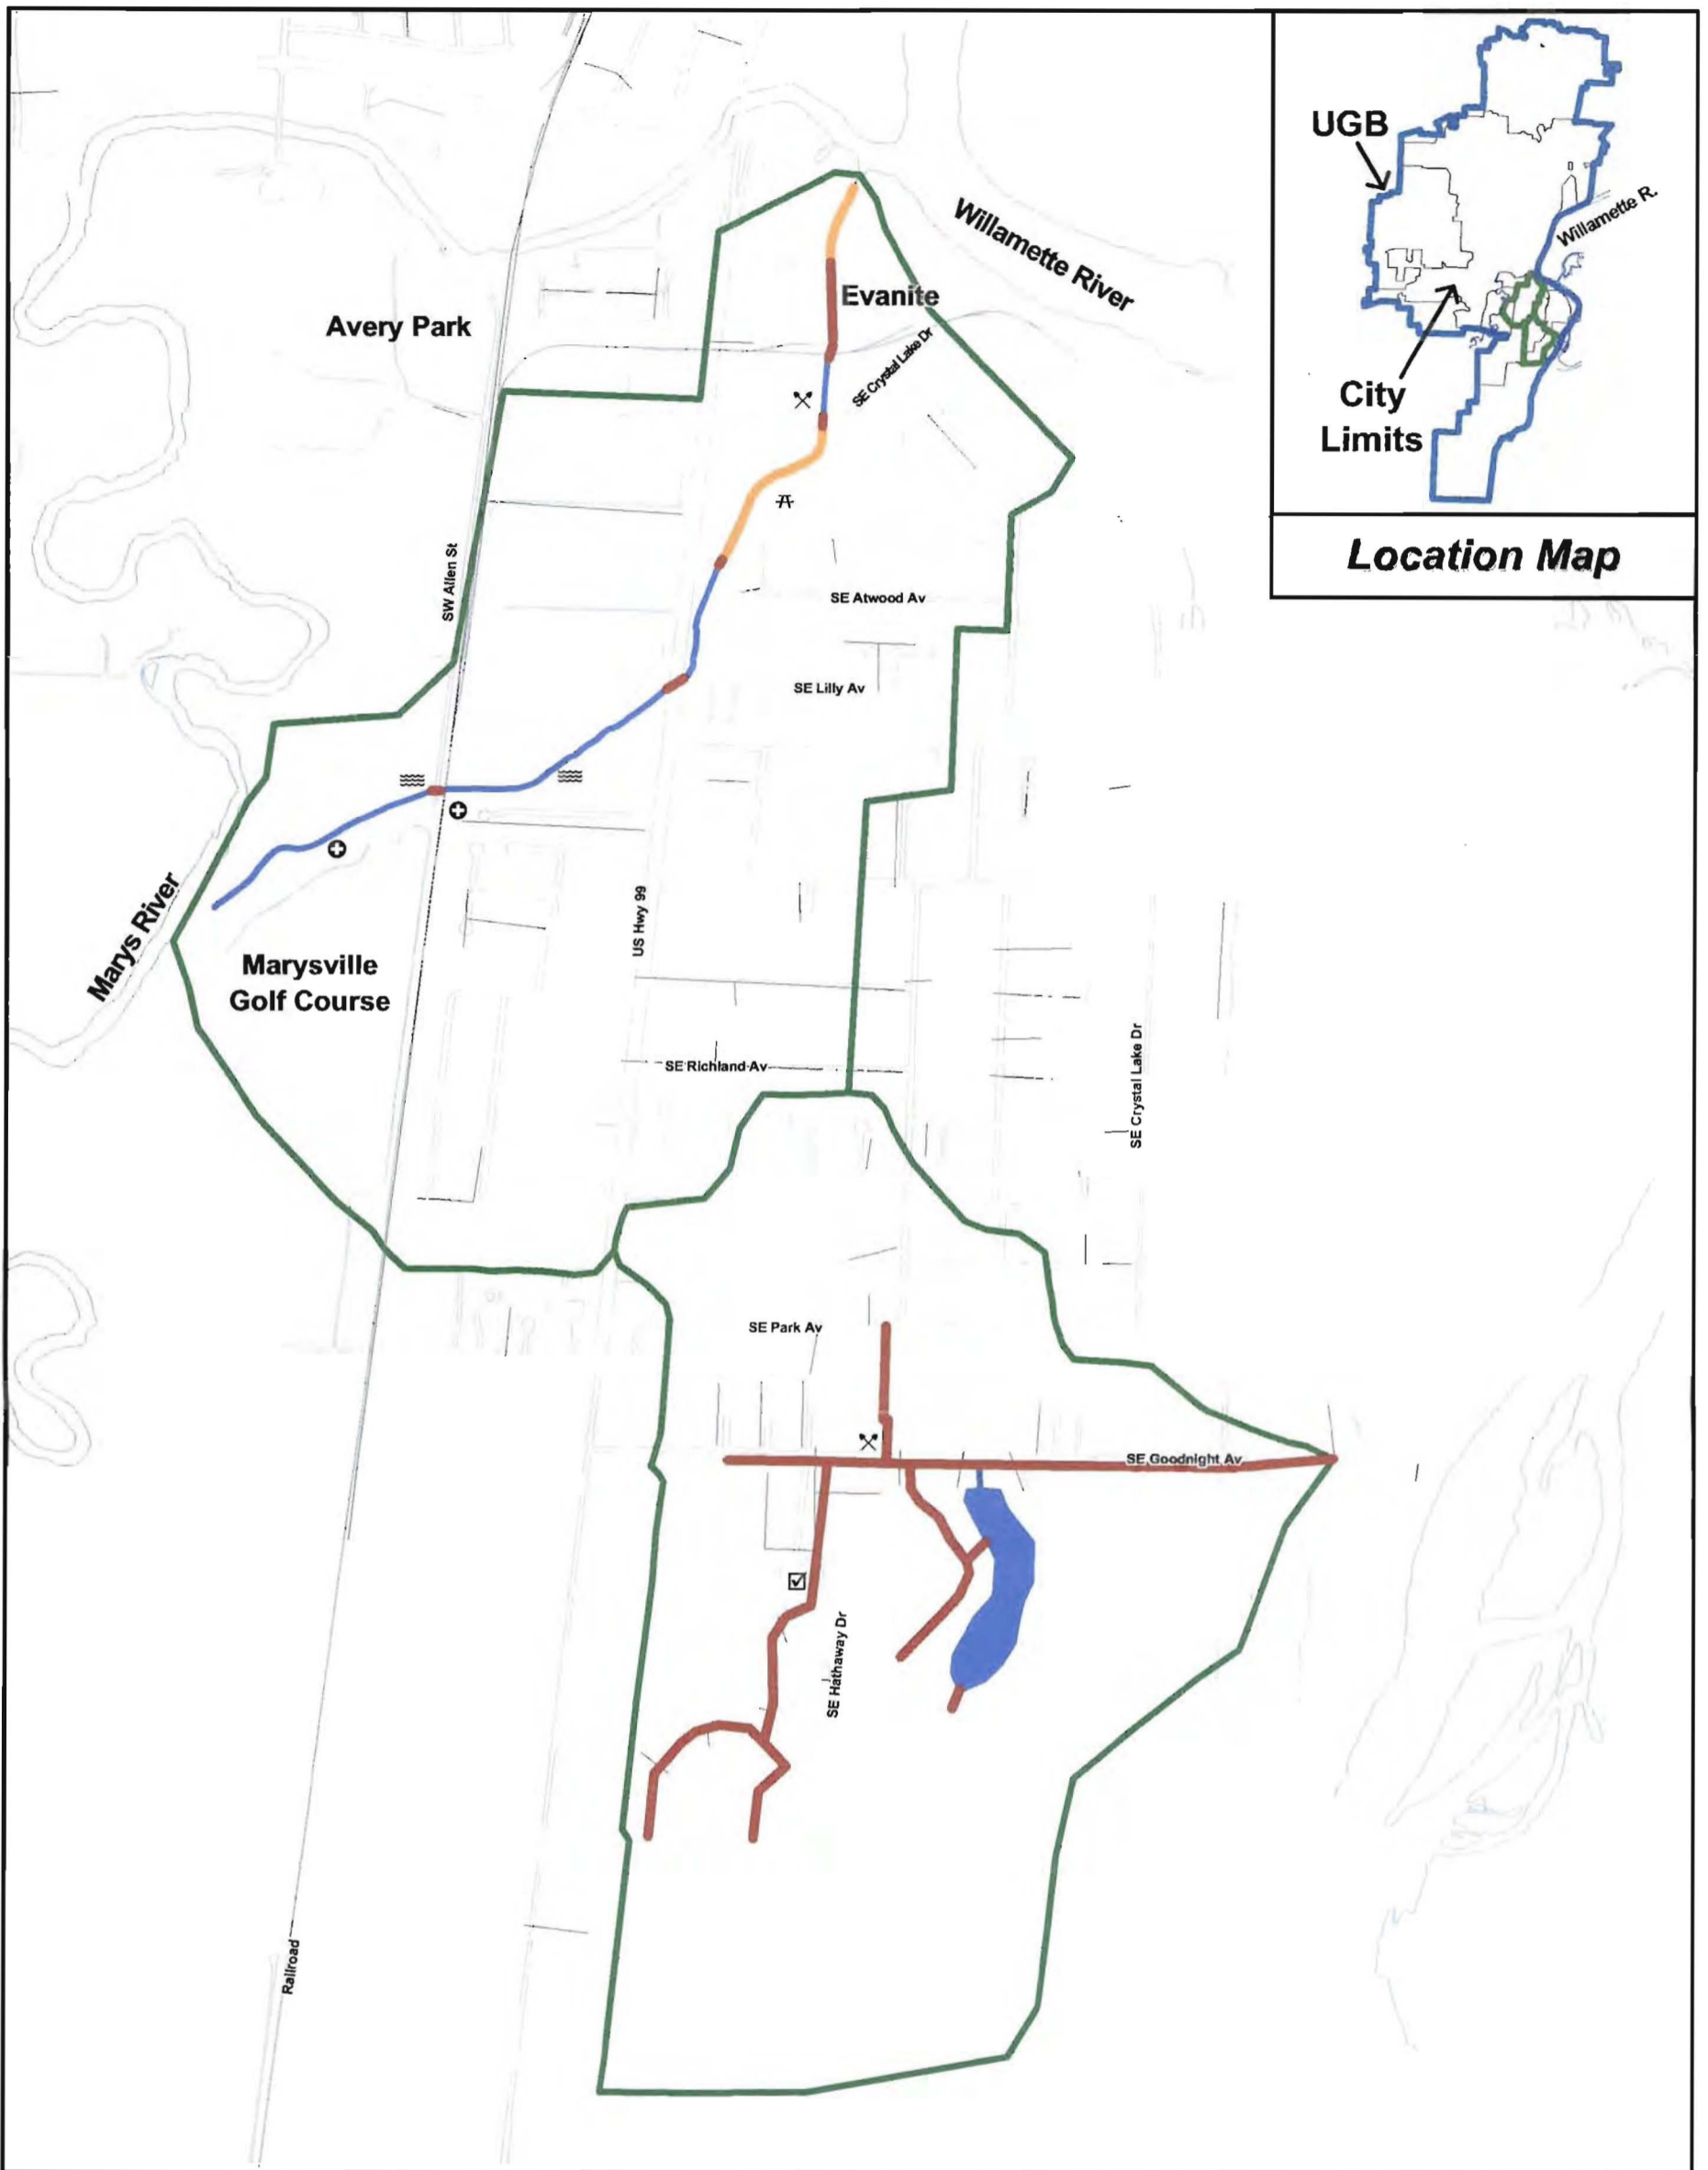 UGB
Willamette R.
City
Limits
Location Map
Willamette River
Evanite
Avery Park
SE Crystal Lake Dr
SW Allen St
SE Atwood Av
SE Lilly Av
Marys River
US Hwy 99
Marysville
Golf Course
SE Richland Av
SE Crystal Lake Dr
SE Park Av
SE Goodnight Av
SE Hathaway Dr
Railroad